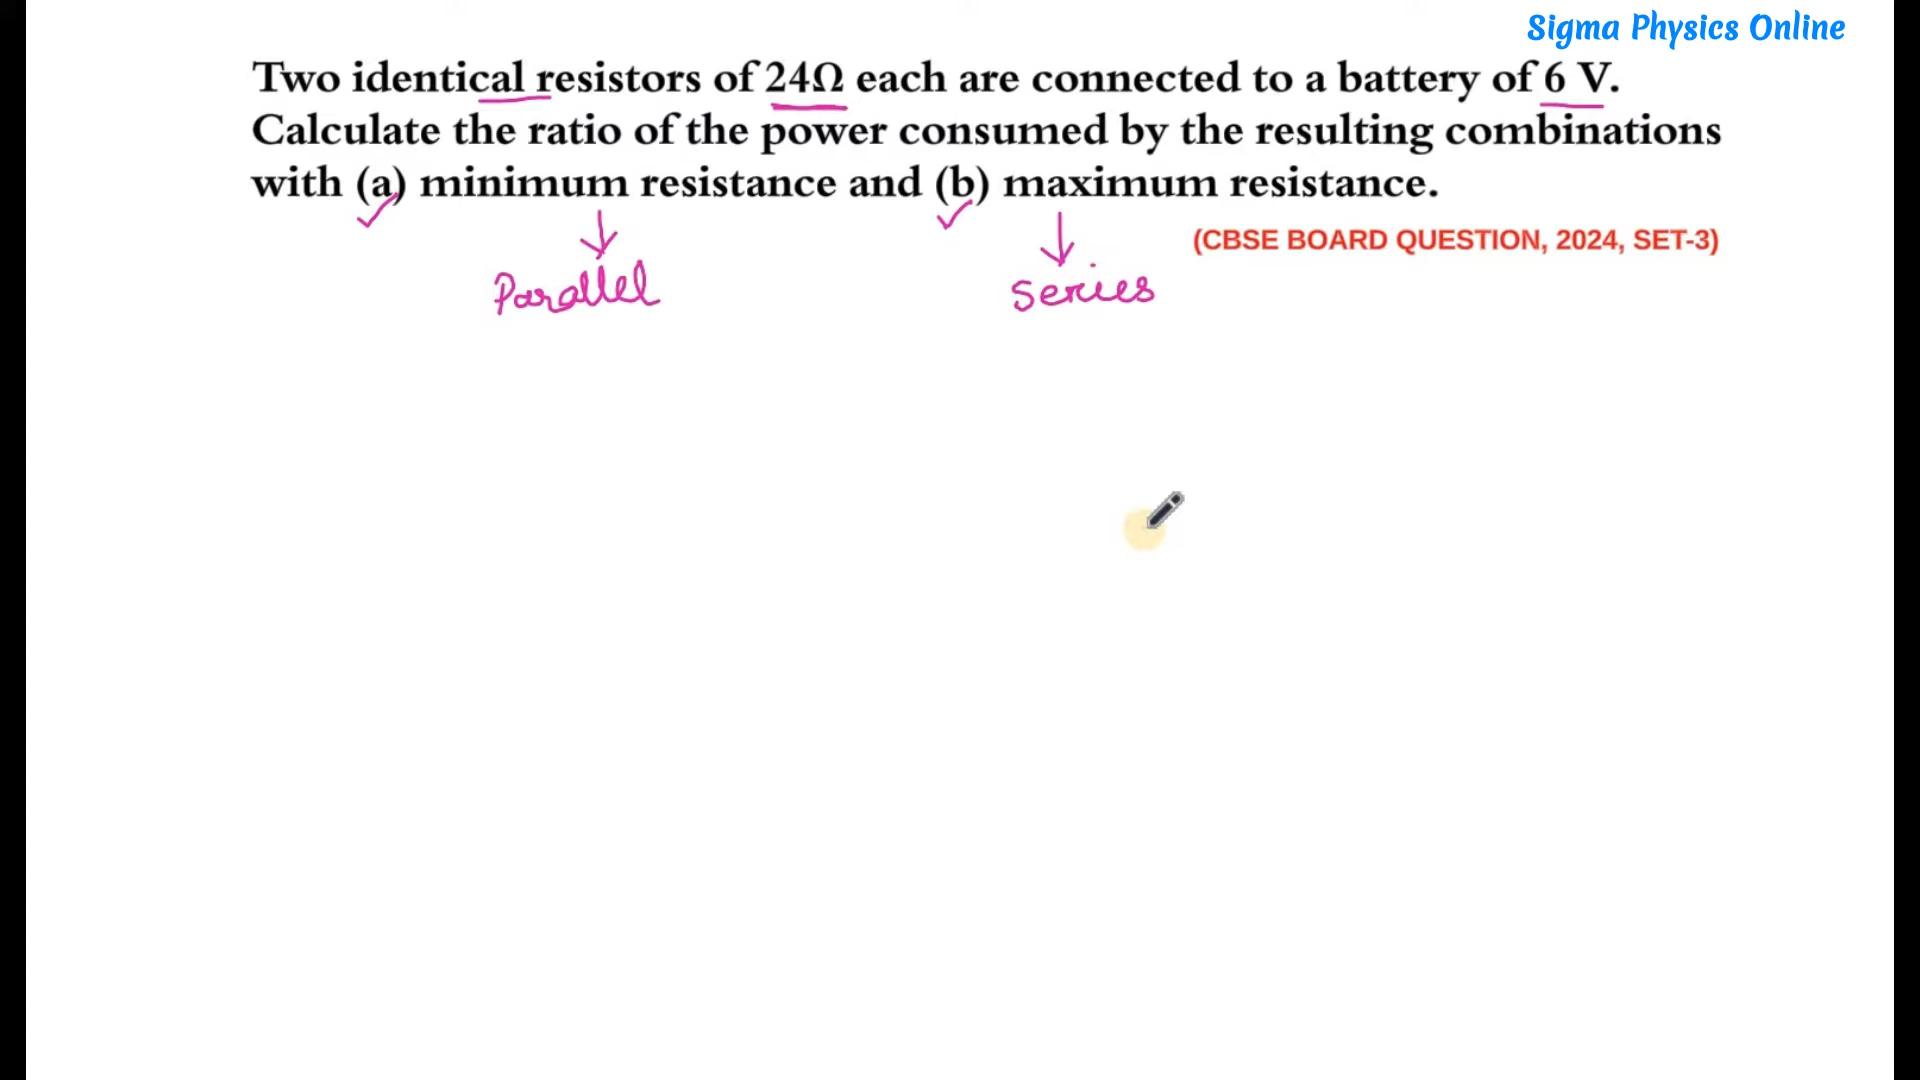 Sigma Physics Online
Two identical resistors of 24Ω each are connected to a battery of 6 V.
Calculate the ratio of the power consumed by the resulting combinations
with (a) minimum resistance and (b) maximum resistance.
(CBSE BOARD QUESTION, 2024, SET-3)
Parallel
Series